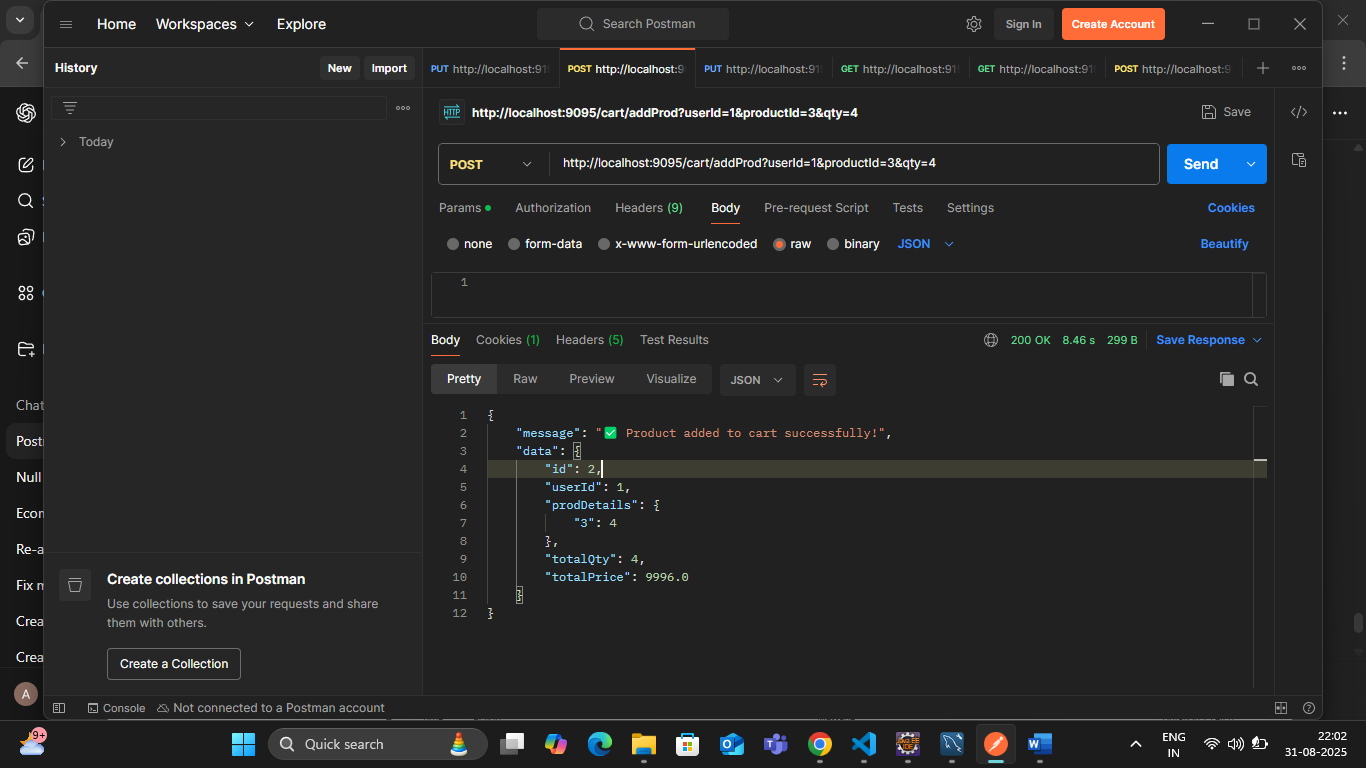 Home Workspaces Explore Search Postman Sign In Create Account
History New Import
PUT http://localhost:91 POST http://localhost:9 PUT http://localhost:91 GET http://localhost:91 GET http://localhost:91 POST http://localhost:9
HTTP http://localhost:9095/cart/addProd?userId=1&productId=3&qty=4 Save
Today
POST http://localhost:9095/cart/addProd?userId=1&productId=3&qty=4 Send
Params Authorization Headers (9) Body Pre-request Script Tests Settings Cookies
none form-data x-www-form-urlencoded raw binary JSON Beautify
1
Body Cookies (1) Headers (5) Test Results 200 OK 8.46 s 299 B Save Response
Pretty Raw Preview Visualize JSON
1 {
2 "message": "✅ Product added to cart successfully!",
3 "data": {
4 "id": 2,
5 "userId": 1,
6 "prodDetails": {
7 "3": 4
8 },
9 "totalQty": 4,
10 "totalPrice": 9996.0
11 }
12 }
Chat
Post
Null
Econ
Re-a
Fix m
Crea
Crea
A
Create collections in Postman
Use collections to save your requests and share
them with others.
Create a Collection
Console Not connected to a Postman account
9+ Quick search
ENG
IN
22:02
31-08-2025